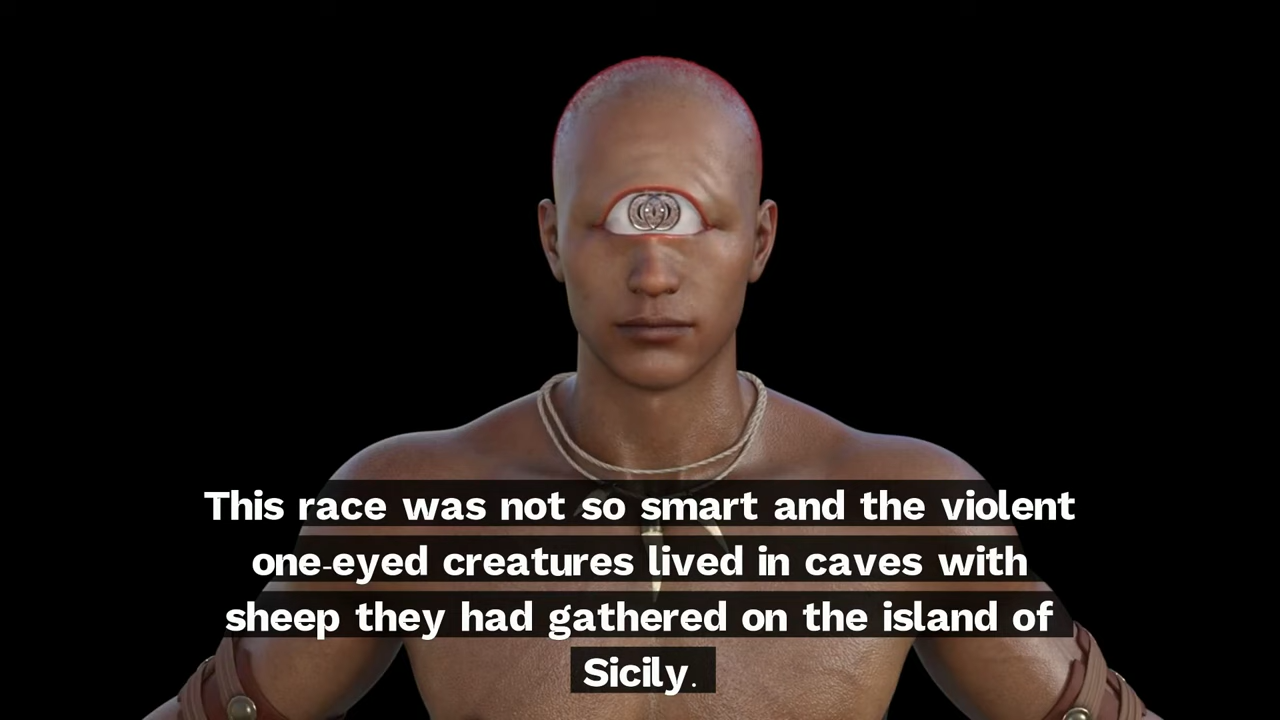 This race was not so smart and the violent
one-eyed creatures lived in caves with
sheep they had gathered on the island of
Sicily.